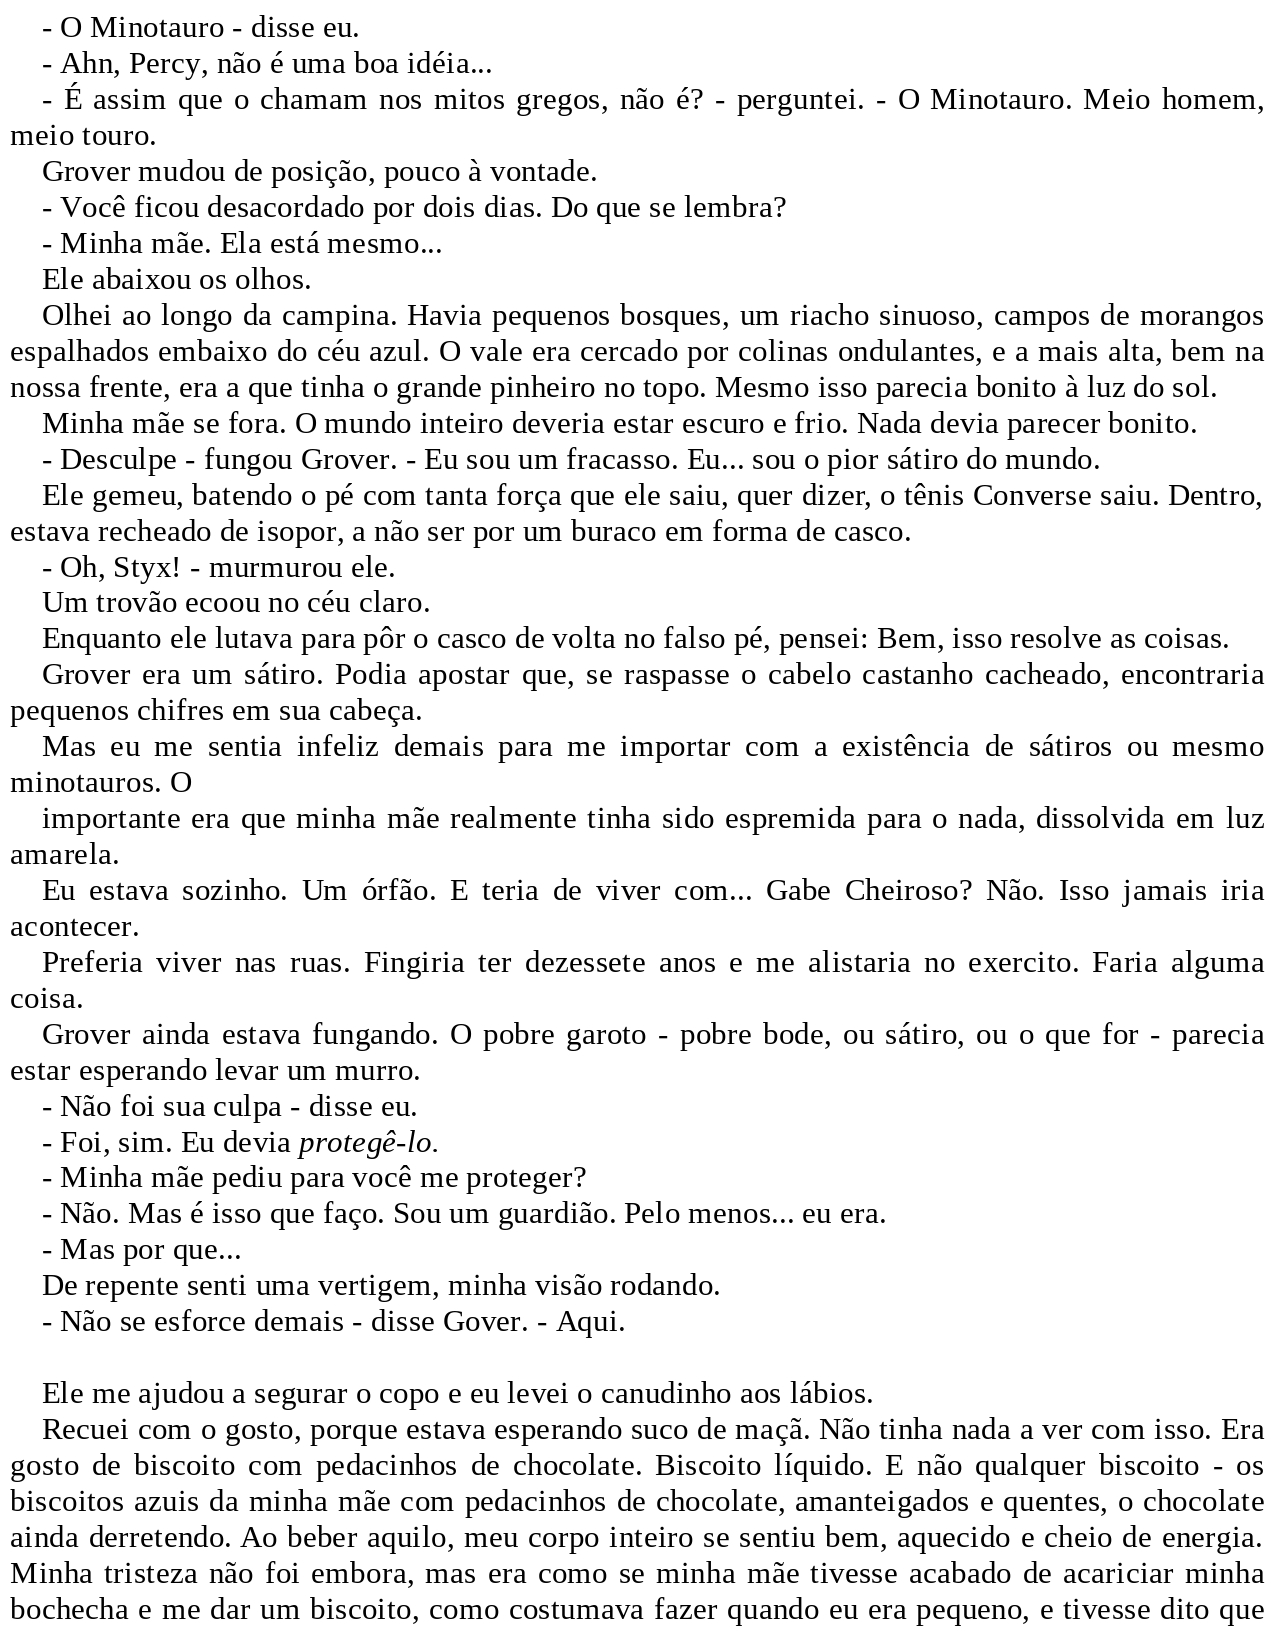 - O Minotauro - disse eu.
- Ahn, Percy, não é uma boa idéia...
- É assim que o chamam nos mitos gregos, não é? - perguntei. - O Minotauro. Meio homem,
meio touro.
Grover mudou de posição, pouco à vontade.
- Você ficou desacordado por dois dias. Do que se lembra?
- Minha mãe. Ela está mesmo...
Ele abaixou os olhos.
Olhei ao longo da campina. Havia pequenos bosques, um riacho sinuoso, campos de morangos
espalhados embaixo do céu azul. O vale era cercado por colinas ondulantes, e a mais alta, bem na
nossa frente, era a que tinha o grande pinheiro no topo. Mesmo isso parecia bonito à luz do sol.
Minha mãe se fora. O mundo inteiro deveria estar escuro e frio. Nada devia parecer bonito.
- Desculpe - fungou Grover. - Eu sou um fracasso. Eu... sou o pior sátiro do mundo.
Ele gemeu, batendo o pé com tanta força que ele saiu, quer dizer, o tênis Converse saiu. Dentro,
estava recheado de isopor, a não ser por um buraco em forma de casco.
- Oh, Styx! - murmurou ele.
Um trovão ecoou no céu claro.
Enquanto ele lutava para pôr o casco de volta no falso pé, pensei: Bem, isso resolve as coisas.
Grover era um sátiro. Podia apostar que, se raspasse o cabelo castanho cacheado, encontraria
pequenos chifres em sua cabeça.
Mas eu me sentia infeliz demais para me importar com a existência de sátiros ou mesmo
minotauros. O
importante era que minha mãe realmente tinha sido espremida para o nada, dissolvida em luz
amarela.
Eu estava sozinho. Um órfão. E teria de viver com... Gabe Cheiroso? Não. Isso jamais iria
acontecer.
Preferia viver nas ruas. Fingiria ter dezessete anos e me alistaria no exercito. Faria alguma
coisa.
Grover ainda estava fungando. O pobre garoto - pobre bode, ou sátiro, ou o que for - parecia
estar esperando levar um murro.
- Não foi sua culpa - disse eu.
- Foi, sim. Eu devia protegê-lo.
- Minha mãe pediu para você me proteger?
- Não. Mas é isso que faço. Sou um guardião. Pelo menos... eu era.
- Mas por que...
De repente senti uma vertigem, minha visão rodando.
- Não se esforce demais - disse Gover. - Aqui.
Ele me ajudou a segurar o copo e eu levei o canudinho aos lábios.
Recuei com o gosto, porque estava esperando suco de maçã. Não tinha nada a ver com isso. Era
gosto de biscoito com pedacinhos de chocolate. Biscoito líquido. E não qualquer biscoito - os
biscoitos azuis da minha mãe com pedacinhos de chocolate, amanteigados e quentes, o chocolate
ainda derretendo. Ao beber aquilo, meu corpo inteiro se sentiu bem, aquecido e cheio de energia.
Minha tristeza não foi embora, mas era como se minha mãe tivesse acabado de acariciar minha
bochecha e me dar um biscoito, como costumava fazer quando eu era pequeno, e tivesse dito que